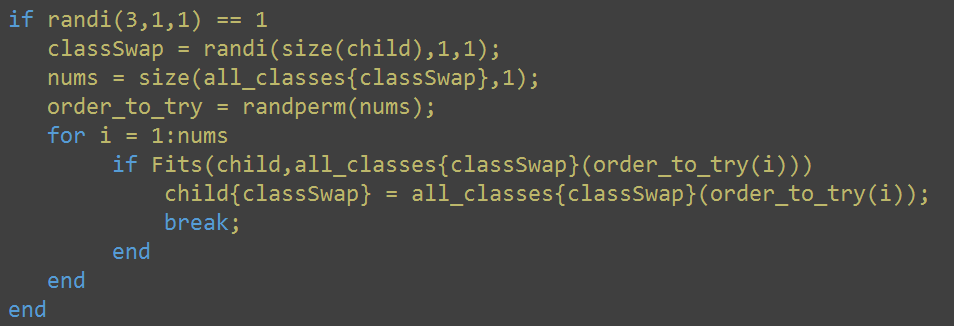 if randi(3,1,1) == 1
   classSwap = randi(size(child),1,1);
   nums = size(all_classes{classSwap},1);
   order_to_try = randperm(nums);
   for i = 1:nums
        if Fits(child,all_classes{classSwap}(order_to_try(i)))
            child{classSwap} = all_classes{classSwap}(order_to_try(i));
            break;
        end
   end
end